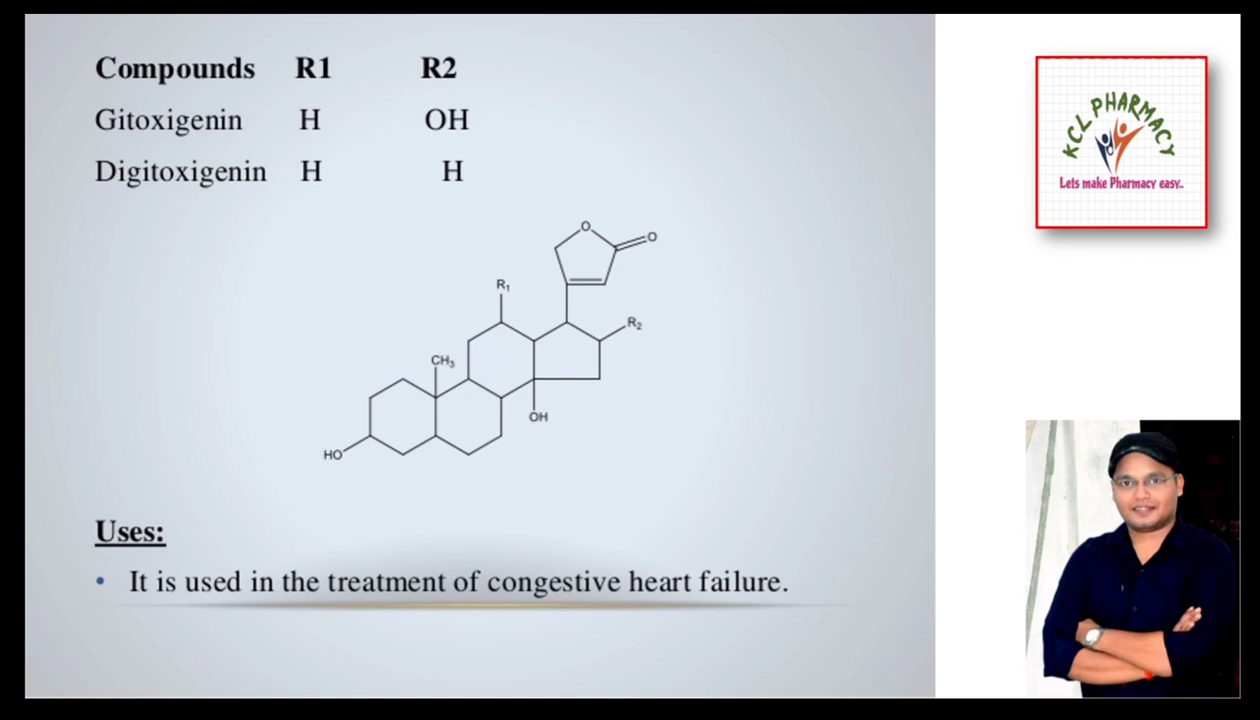 Compounds R1 R2
Gitoxigenin H OH
Digitoxigenin H H
O
O
R₁
R₂
CH₃
OH
HO
Uses:
• It is used in the treatment of congestive heart failure.
KCL PHARMACY
Lets make Pharmacy easy..